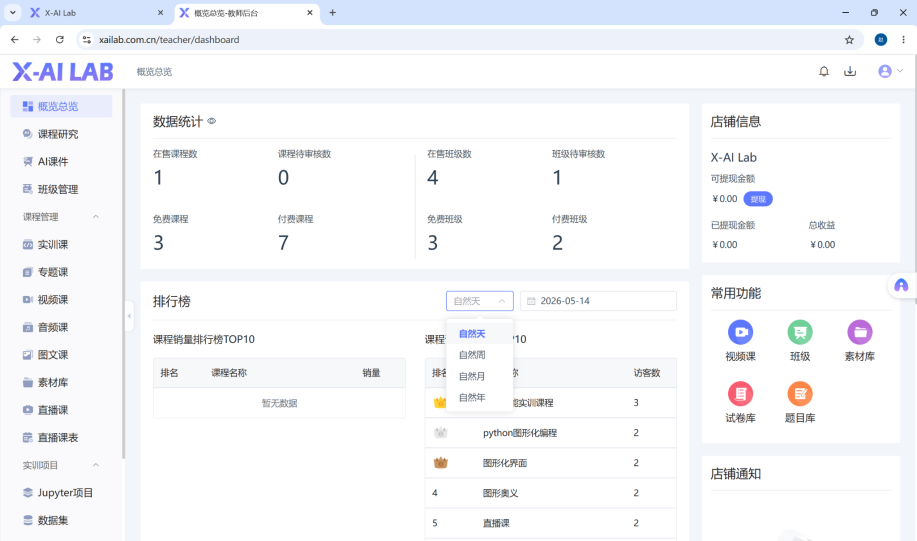 X-AI Lab
概览总览-教师后台
xailab.com.cn/teacher/dashboard
X-AI LAB
概览总览
概览总览
课程研究
AI课件
班级管理
课程管理
实训课
专题课
视频课
音频课
图文课
素材库
直播课
直播课表
实训项目
Jupyter项目
数据集
数据统计
在售课程数
课程待审核数
在售班级数
班级待审核数
1
0
4
1
免费课程
付费课程
免费班级
付费班级
3
7
3
2
排行榜
自然天
2026-05-14
自然天
自然周
自然月
自然年
课程销量排行榜TOP10
排名 课程名称 销量
暂无数据
课程
10
访客数
实训课程 3
python图形化编程 2
图形化界面 2
4 图形奥义 2
5 直播课 2
店铺信息
X-AI Lab
可提现金额
¥0.00 提现
已提现金额 总收益
¥0.00 ¥0.00
常用功能
视频课 班级 素材库
试卷库 题目库
店铺通知